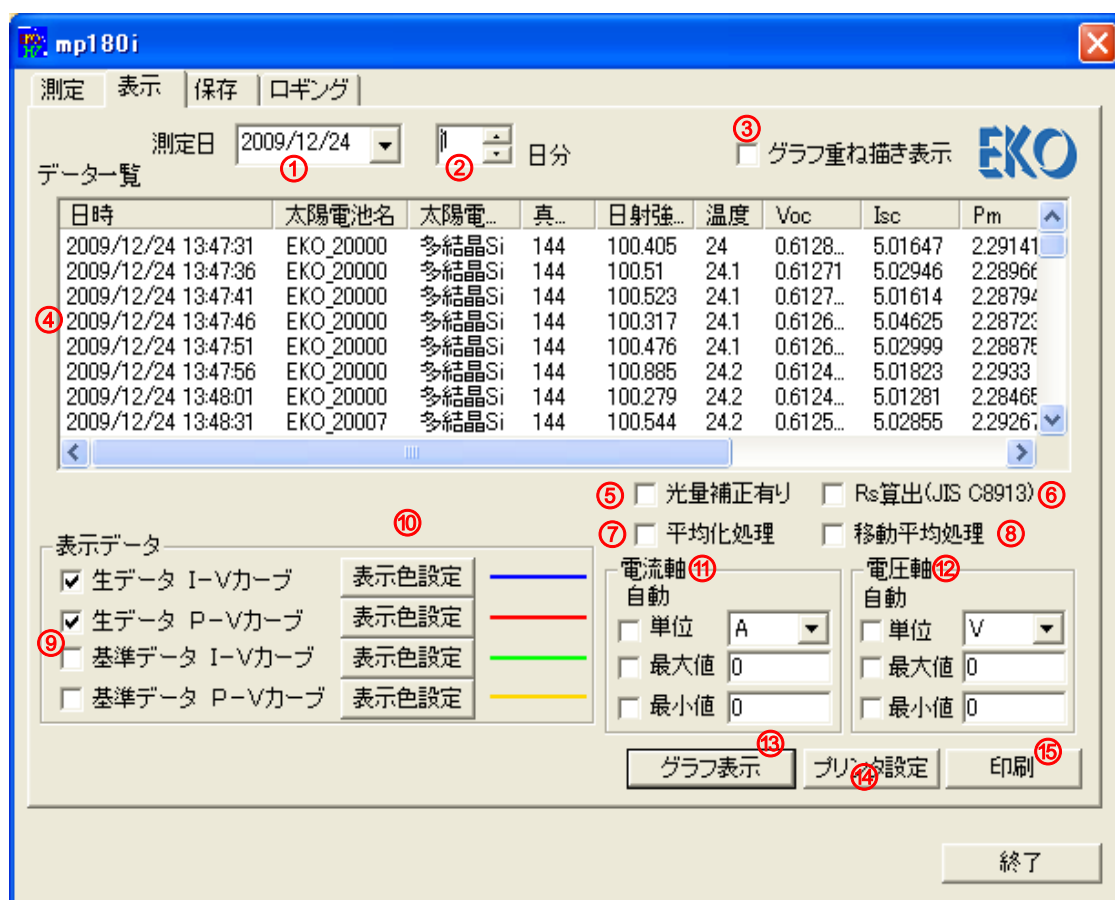 mp180i
測定 表示 保存 ロギング
測定日 2009/12/24 1 日分 ③ グラフ重ね描き表示 EKO
① ②
データ一覧
日時 太陽電池名 太陽電... 真... 日射強... 温度 Voc Isc Pm
2009/12/24 13:47:31 EKO_20000 多結晶Si 144 100.405 24 0.6128... 5.01647 2.29141
2009/12/24 13:47:36 EKO_20000 多結晶Si 144 100.51 24.1 0.61271 5.02946 2.28966
2009/12/24 13:47:41 EKO_20000 多結晶Si 144 100.523 24.1 0.6127... 5.01614 2.28794
④ 2009/12/24 13:47:46 EKO_20000 多結晶Si 144 100.317 24.1 0.6126... 5.04625 2.28723
2009/12/24 13:47:51 EKO_20000 多結晶Si 144 100.476 24.1 0.6126... 5.02999 2.28875
2009/12/24 13:47:56 EKO_20000 多結晶Si 144 100.885 24.2 0.6124... 5.01823 2.2933
2009/12/24 13:48:01 EKO_20000 多結晶Si 144 100.279 24.2 0.6124... 5.01281 2.28465
2009/12/24 13:48:31 EKO_20007 多結晶Si 144 100.544 24.2 0.6125... 5.02855 2.29267
⑤ 光量補正有り Rs算出(JIS C8913) ⑥
⑦ 平均化処理 移動平均処理 ⑧
⑩
表示データ
生データ I-Vカーブ 表示色設定
生データ P-Vカーブ 表示色設定
⑨
基準データ I-Vカーブ 表示色設定
基準データ P-Vカーブ 表示色設定
電流軸 ⑪
自動
単位 A
最大値 0
最小値 0
電圧軸 ⑫
自動
単位 V
最大値 0
最小値 0
⑬ グラフ表示 ⑭ プリンタ設定 印刷 ⑮
終了